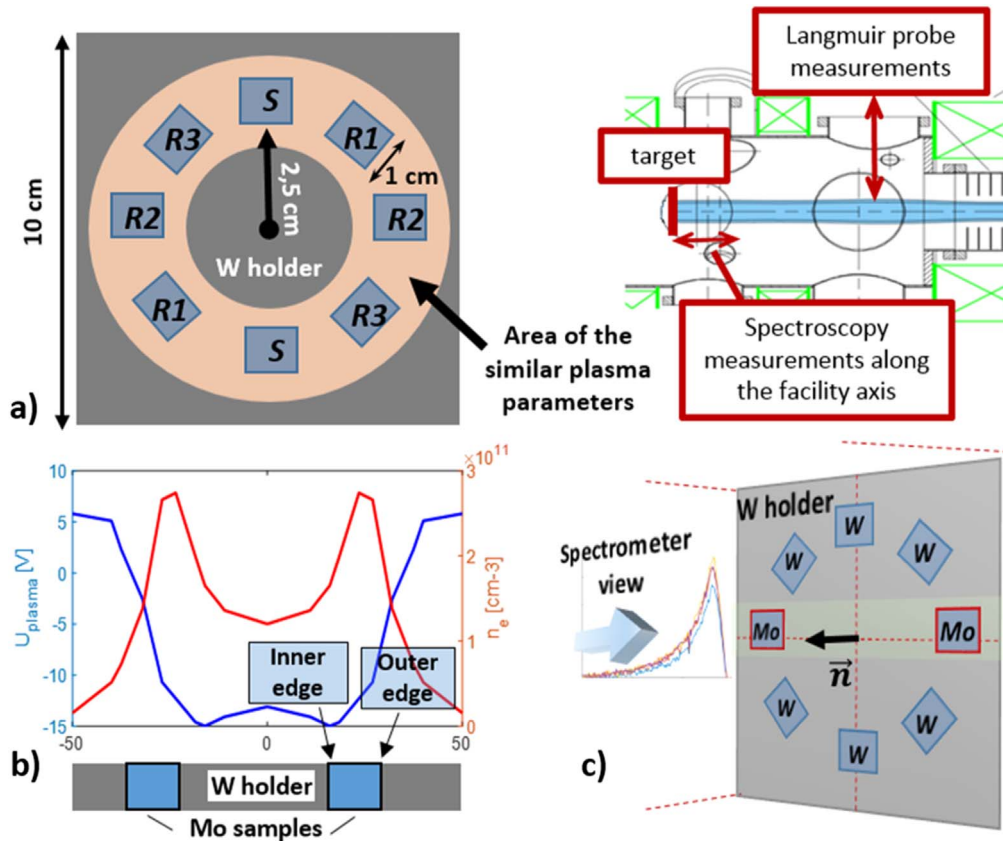 10 cm
S
R3
R1
1 cm
2,5 cm
R2
R2
W holder
R1
R3
S
Area of the
similar plasma
parameters
a)
Langmuir probe
measurements
target
Spectroscopy
measurements along
the facility axis
×10¹¹
10
5
0
-5
-10
-15
U_plasma [V]
3
2
1
0
n_e [cm-3]
-50
0
50
Inner
edge
Outer
edge
b)
W holder
Mo samples
W holder
W
W
W
Spectrometer
view
Mo
Mo
n
W
W
W
c)